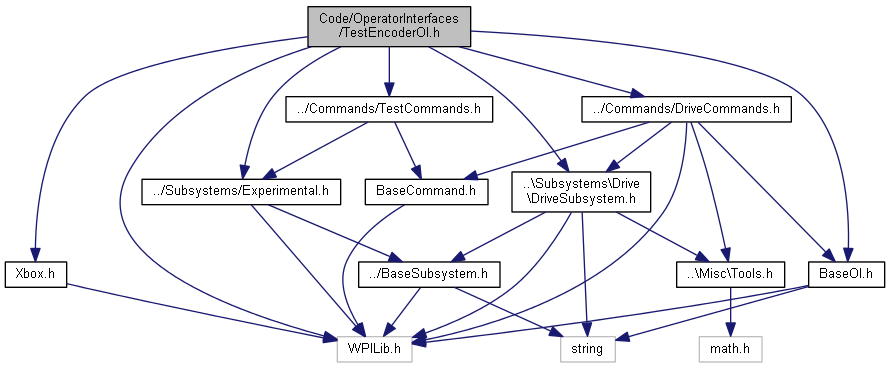 Code/OperatorInterfaces
/TestEncoderOI.h
../Commands/TestCommands.h
../Commands/DriveCommands.h
../Subsystems/Experimental.h
BaseCommand.h
..\Subsystems\Drive
\DriveSubsystem.h
Xbox.h
../BaseSubsystem.h
..\Misc\Tools.h
BaseOI.h
WPILib.h
string
math.h